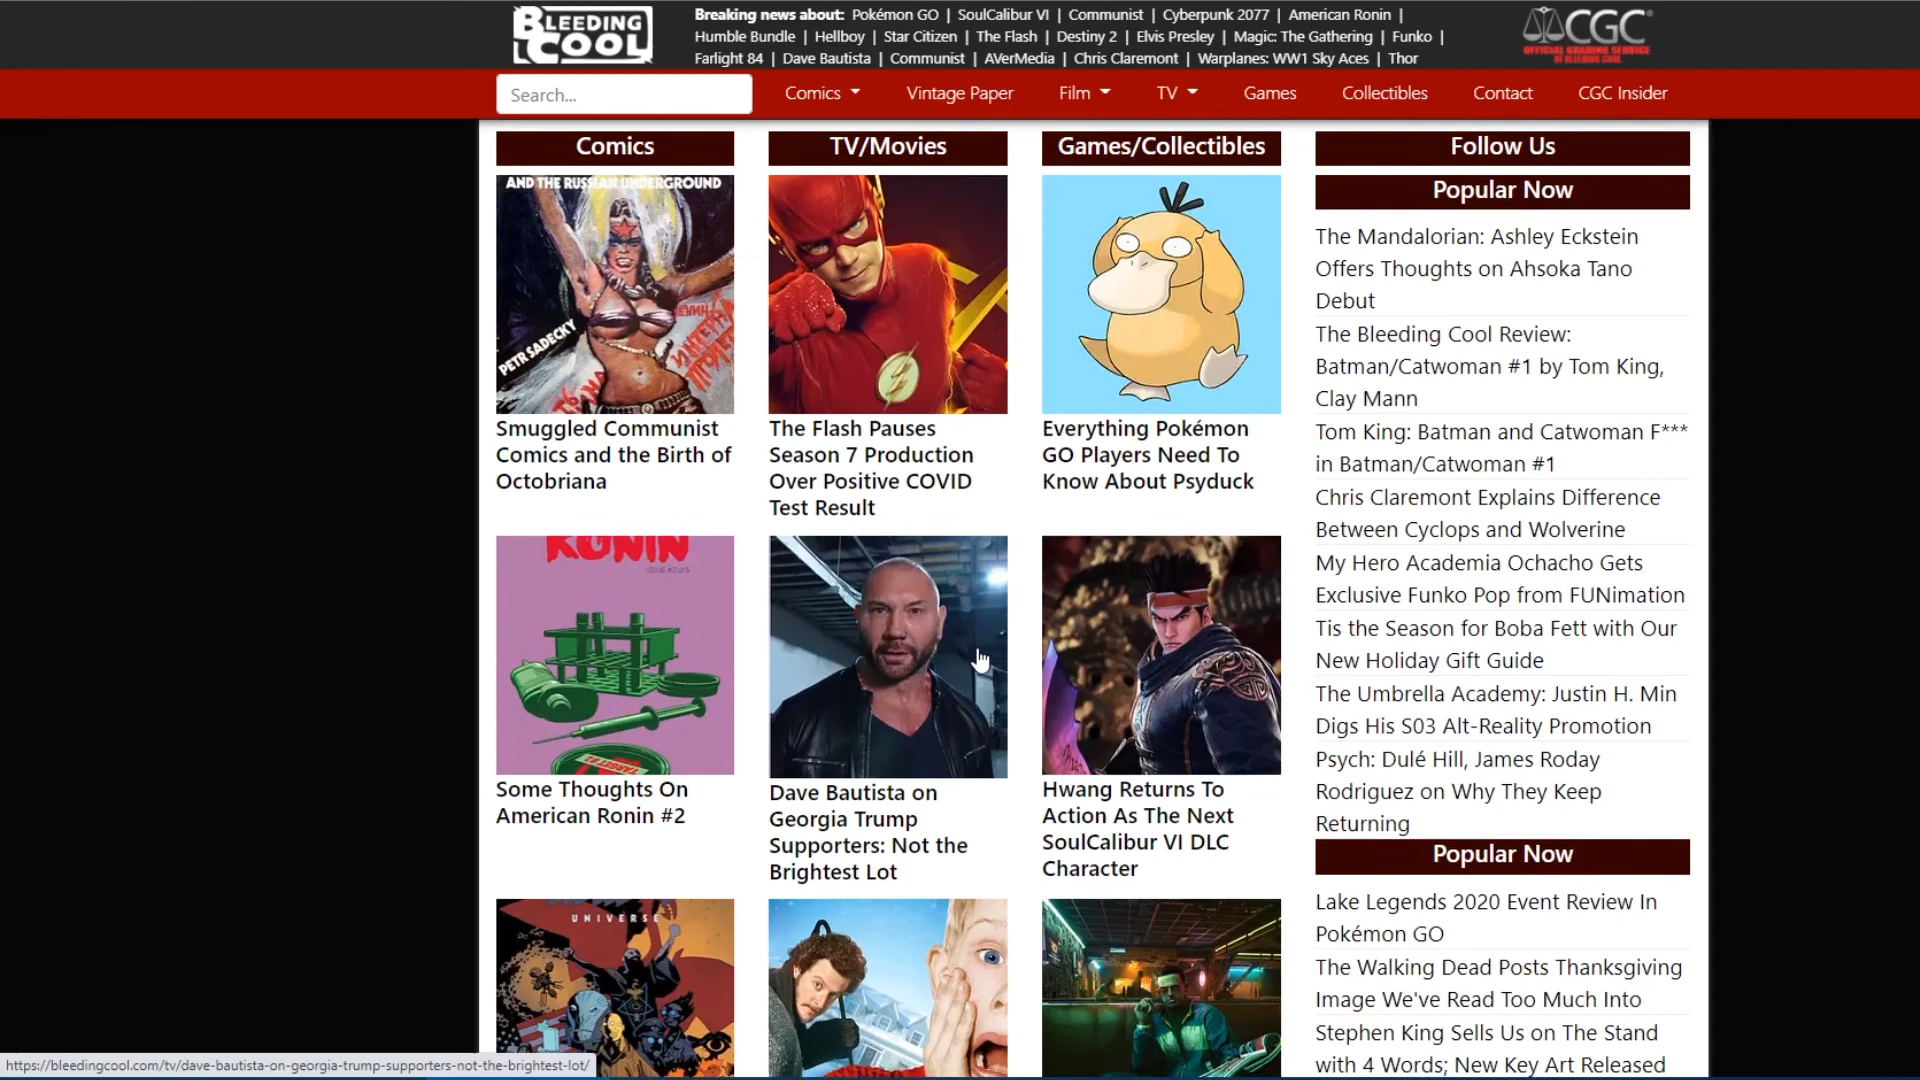 BLEEDING
COOL
Breaking news about: Pokémon GO | SoulCalibur VI | Communist | Cyberpunk 2077 | American Ronin |
Humble Bundle | Hellboy | Star Citizen | The Flash | Destiny 2 | Elvis Presley | Magic: The Gathering | Funko |
Farlight 84 | Dave Bautista | Communist | AVerMedia | Chris Claremont | Warplanes: WW1 Sky Aces | Thor
CGC
OFFICIAL GRADING SERVICE
OF BLEEDING COOL
Search...
Comics
Vintage Paper
Film
TV
Games
Collectibles
Contact
CGC Insider
Comics
AND THE RUSSIAN UNDERGROUND
PETR SADECKY
Smuggled Communist
Comics and the Birth of
Octobriana
RONIN
Some Thoughts On
American Ronin #2
UNIVERSE
TV/Movies
The Flash Pauses
Season 7 Production
Over Positive COVID
Test Result
Dave Bautista on
Georgia Trump
Supporters: Not the
Brightest Lot
Games/Collectibles
Everything Pokémon
GO Players Need To
Know About Psyduck
Hwang Returns To
Action As The Next
SoulCalibur VI DLC
Character
Follow Us
Popular Now
The Mandalorian: Ashley Eckstein
Offers Thoughts on Ahsoka Tano
Debut
The Bleeding Cool Review:
Batman/Catwoman #1 by Tom King,
Clay Mann
Tom King: Batman and Catwoman F***
in Batman/Catwoman #1
Chris Claremont Explains Difference
Between Cyclops and Wolverine
My Hero Academia Ochacho Gets
Exclusive Funko Pop from FUNimation
Tis the Season for Boba Fett with Our
New Holiday Gift Guide
The Umbrella Academy: Justin H. Min
Digs His S03 Alt-Reality Promotion
Psych: Dulé Hill, James Roday
Rodriguez on Why They Keep
Returning
Popular Now
Lake Legends 2020 Event Review In
Pokémon GO
The Walking Dead Posts Thanksgiving
Image We've Read Too Much Into
Stephen King Sells Us on The Stand
with 4 Words; New Key Art Released
https://bleedingcool.com/tv/dave-bautista-on-georgia-trump-supporters-not-the-brightest-lot/